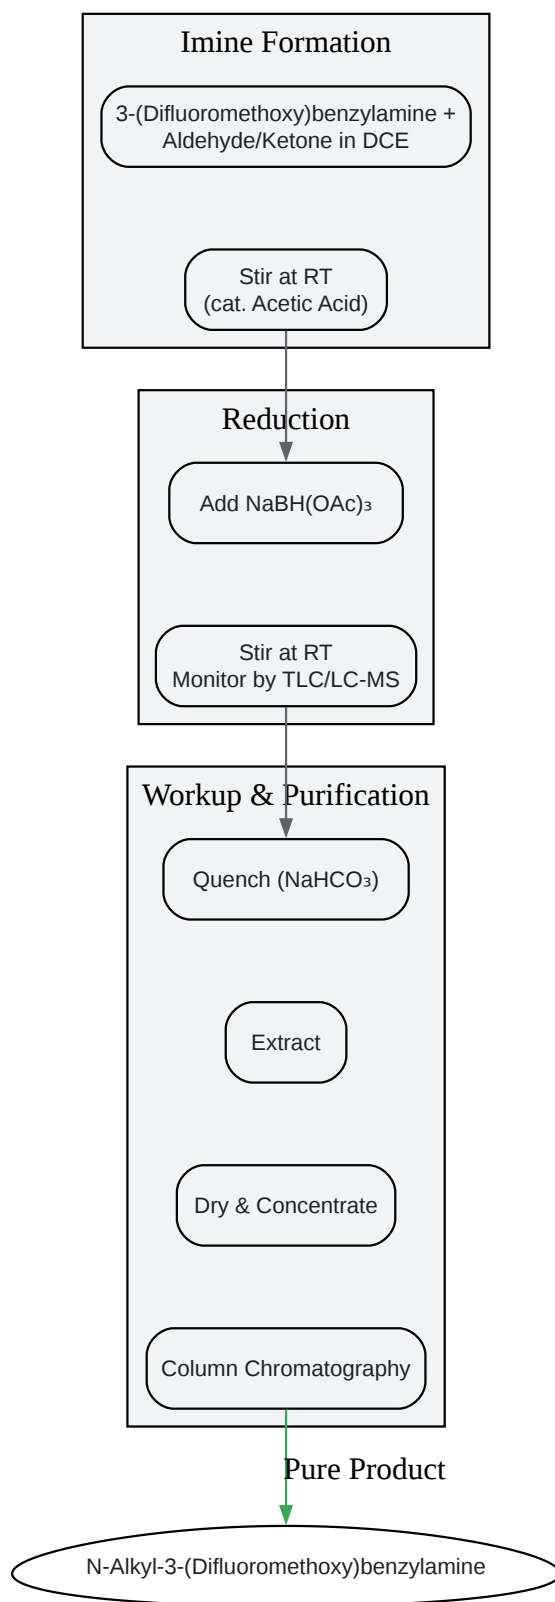 Imine Formation
3-(Difluoromethoxy)benzylamine +
Aldehyde/Ketone in DCE
Stir at RT
(cat. Acetic Acid)
Reduction
Add NaBH(OAc)₃
Stir at RT
Monitor by TLC/LC-MS
Workup & Purification
Quench (NaHCO₃)
Extract
Dry & Concentrate
Column Chromatography
Pure Product
N-Alkyl-3-(Difluoromethoxy)benzylamine